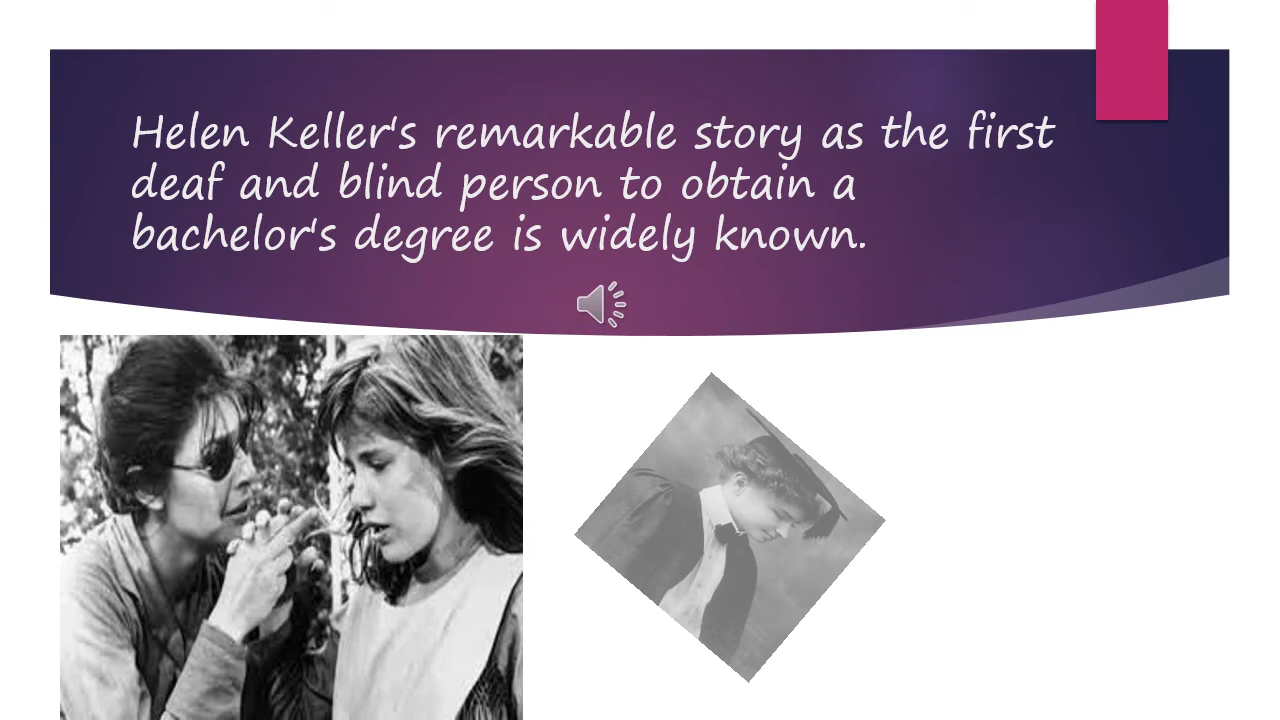 Helen Keller's remarkable story as the first
deaf and blind person to obtain a
bachelor's degree is widely known.